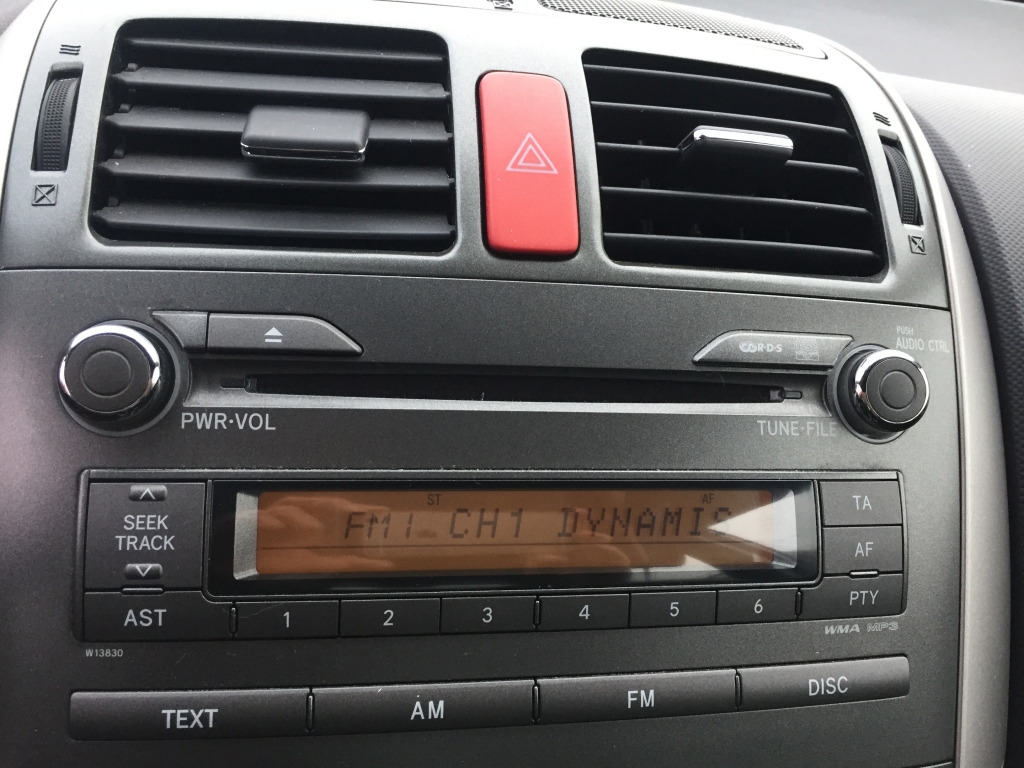 PUSH
AUDIO CTRL
R·D·S
PWR·VOL
TUNE·FILE
ST AF
FM1 CH1 DYNAMIC
SEEK
TRACK
TA
AF
PTY
AST 1 2 3 4 5 6
WMA MP3
W13830
TEXT AM FM DISC